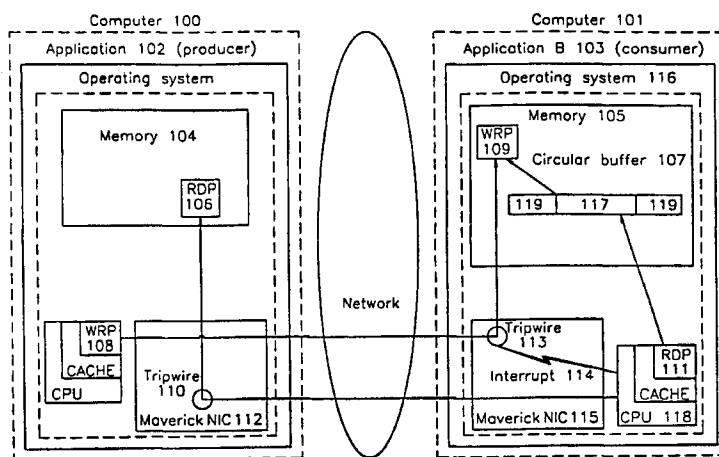 Computer 100
Application 102 (producer)
Operating system
Memory 104
RDP
106
WRP
108
CACHE
CPU
Tripwire
110
Maverick NIC 112
Network
Computer 101
Application B 103 (consumer)
Operating system 116
Memory 105
WRP
109
Circular buffer 107
119 117 119
Tripwire
113
Interrupt 114
Maverick NIC 115
RDP
111
CACHE
CPU 118